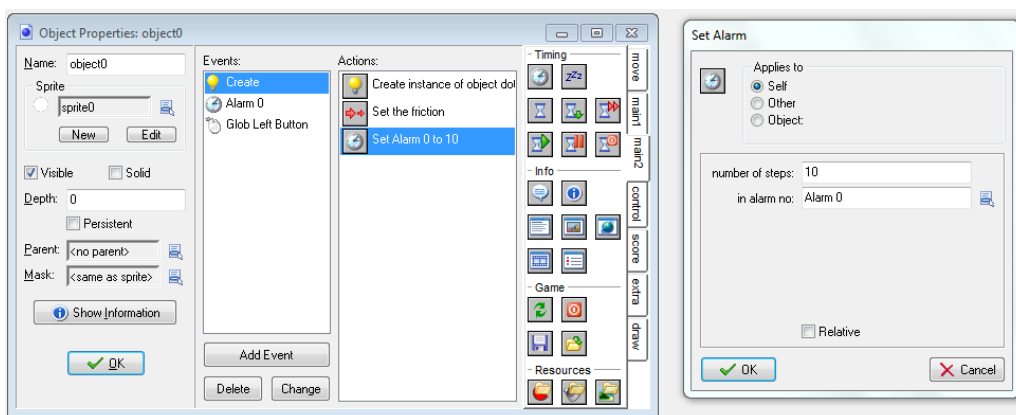 Object Properties: object0
Name: object0
Sprite
sprite0
New Edit
Visible Solid
Depth: 0
Persistent
Parent: <no parent>
Mask: <same as sprite>
Show Information
OK
Events:
Create
Alarm 0
Glob Left Button
Add Event
Delete Change
Actions:
Create instance of object dot
Set the friction
Set Alarm 0 to 10
Timing
zZz
Info
Game
Resources
move
main1
main2
control
score
extra
draw
Set Alarm
Applies to
Self
Other
Object:
number of steps: 10
in alarm no: Alarm 0
Relative
OK Cancel